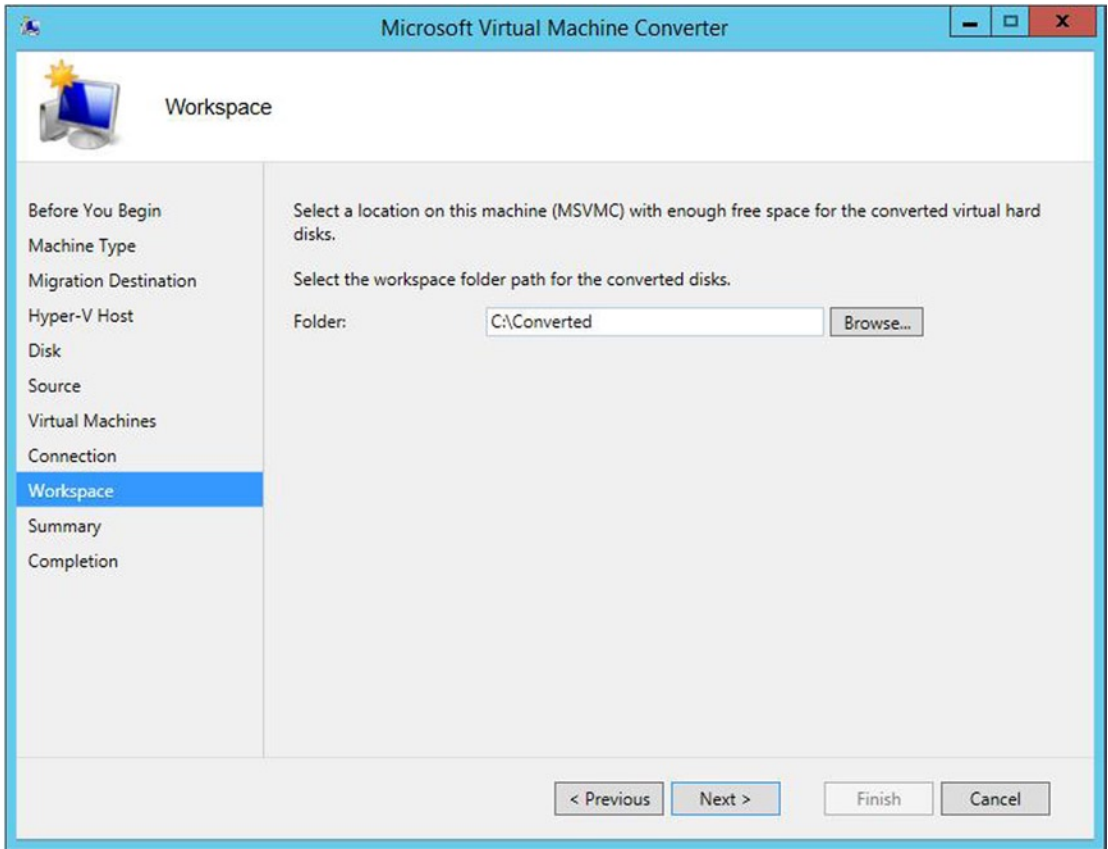 Microsoft Virtual Machine Converter
Workspace
Before You Begin
Machine Type
Migration Destination
Hyper-V Host
Disk
Source
Virtual Machines
Connection
Workspace
Summary
Completion
Select a location on this machine (MSVMC) with enough free space for the converted virtual hard
disks.
Select the workspace folder path for the converted disks.
Folder: C:\Converted Browse...
< Previous Next > Finish Cancel